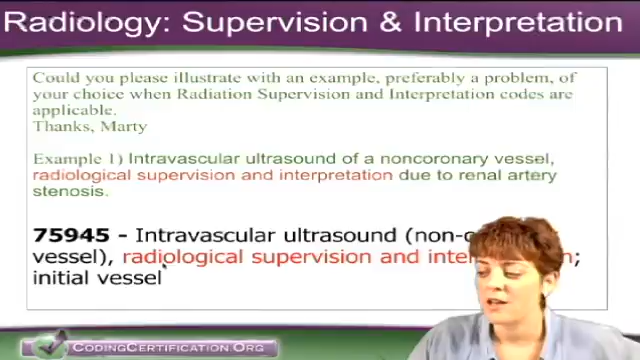 Radiology: Supervision & Interpretation
Could you please illustrate with an example, preferably a problem, of
your choice when Radiation Supervision and Interpretation codes are
applicable.
Thanks, Marty
Example 1) Intravascular ultrasound of a noncoronary vessel,
radiological supervision and interpretation due to renal artery
stenosis.
75945 - Intravascular ultrasound
vessel), radiological supervision and ;
initial vessel
CODINGCERTIFICATION.ORG